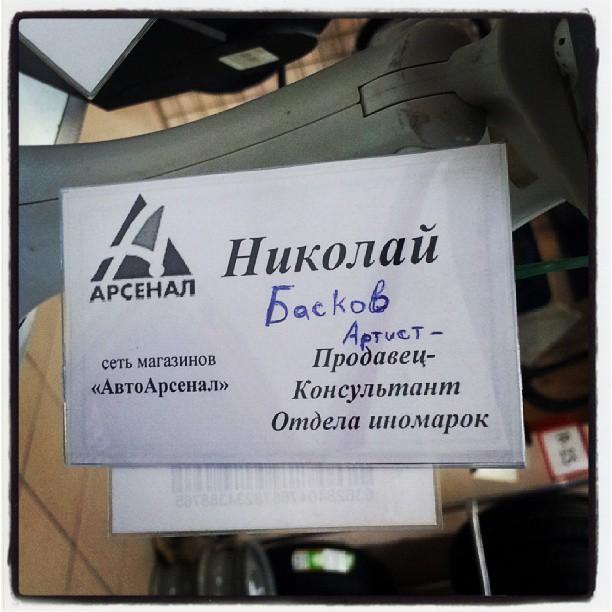 АРСЕНАЛ
Николай
Басков
Артист-
сеть магазинов
«АвтоАрсенал»
Продавец-
Консультант
Отдела иномарок